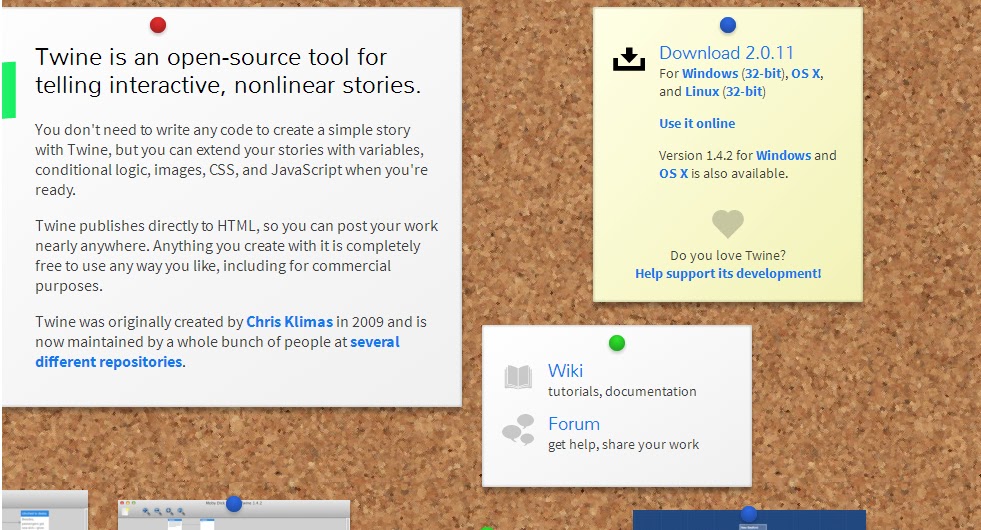 Twine is an open-source tool for
telling interactive, nonlinear stories.
You don't need to write any code to create a simple story
with Twine, but you can extend your stories with variables,
conditional logic, images, CSS, and JavaScript when you're
ready.
Twine publishes directly to HTML, so you can post your work
nearly anywhere. Anything you create with it is completely
free to use any way you like, including for commercial
purposes.
Twine was originally created by Chris Klimas in 2009 and is
now maintained by a whole bunch of people at several
different repositories.
Download 2.0.11
For Windows (32-bit), OS X,
and Linux (32-bit)
Use it online
Version 1.4.2 for Windows and
OS X is also available.
Do you love Twine?
Help support its development!
Wiki
tutorials, documentation
Forum
get help, share your work